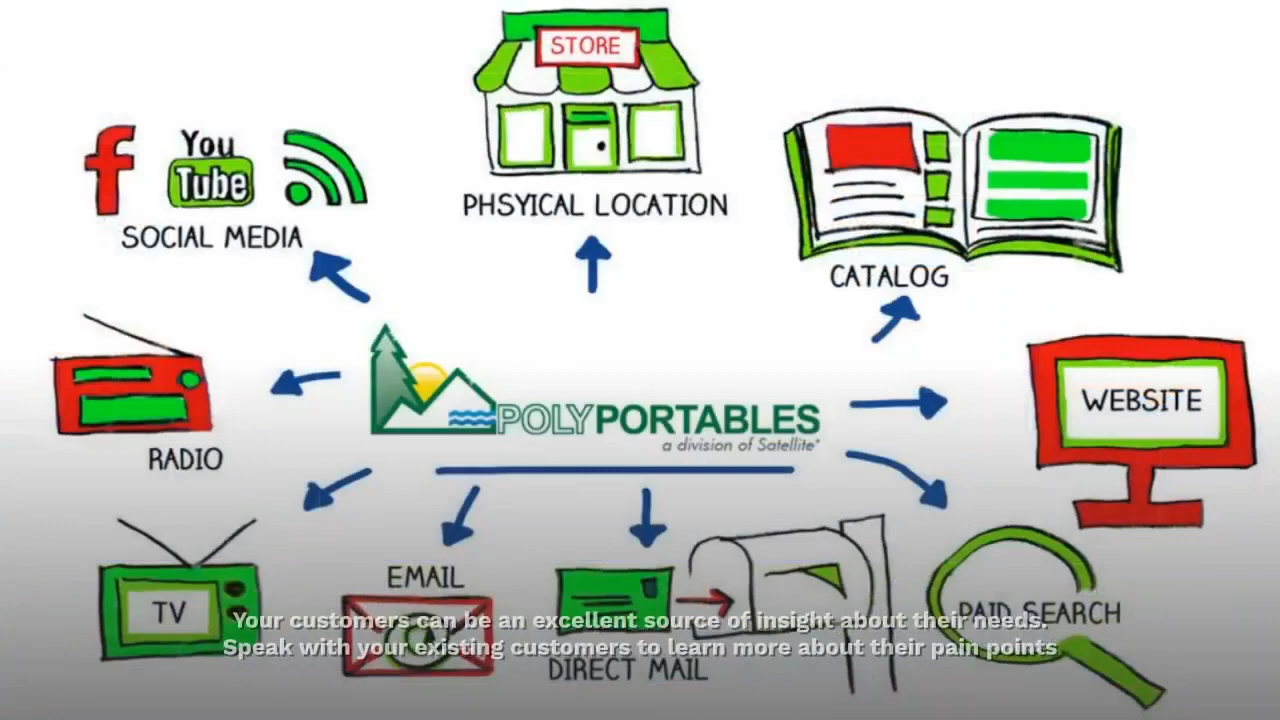 STORE
You
Tube
f
SOCIAL MEDIA
PHSYICAL LOCATION
CATALOG
WEBSITE
POLYPORTABLES
a division of Satellite
RADIO
TV
EMAIL
@
DIRECT MAIL
PAID SEARCH
Your customers can be an excellent source of insight about their needs.
Speak with your existing customers to learn more about their pain points